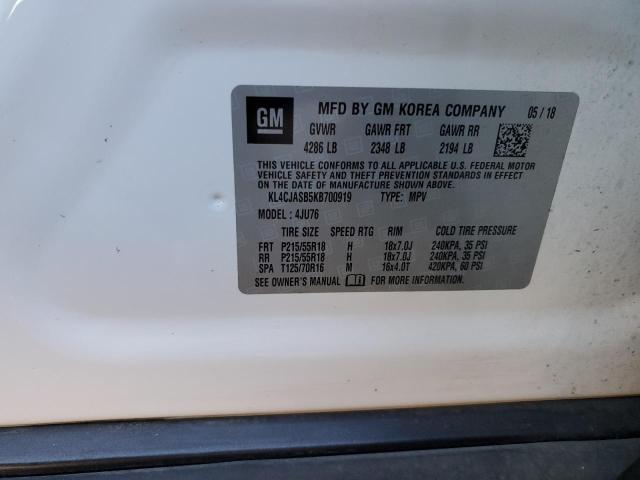 GM MFD BY GM KOREA COMPANY 05 / 18
GVWR GAWR FRT GAWR RR
4286 LB 2348 LB 2194 LB
THIS VEHICLE CONFORMS TO ALL APPLICABLE U.S. FEDERAL MOTOR
VEHICLE SAFETY AND THEFT PREVENTION STANDARDS IN EFFECT ON
THE DATE OF MANUFACTURE SHOWN ABOVE.
KL4CJASB5KB700919 TYPE: MPV
MODEL : 4JU76
TIRE SIZE SPEED RTG RIM COLD TIRE PRESSURE
FRT P215/55R18 H 18x7.0J 240KPA, 35 PSI
RR P215/55R18 H 18x7.0J 240KPA, 35 PSI
SPA T125/70R16 M 16x4.0T 420KPA, 60 PSI
SEE OWNER'S MANUAL FOR MORE INFORMATION.